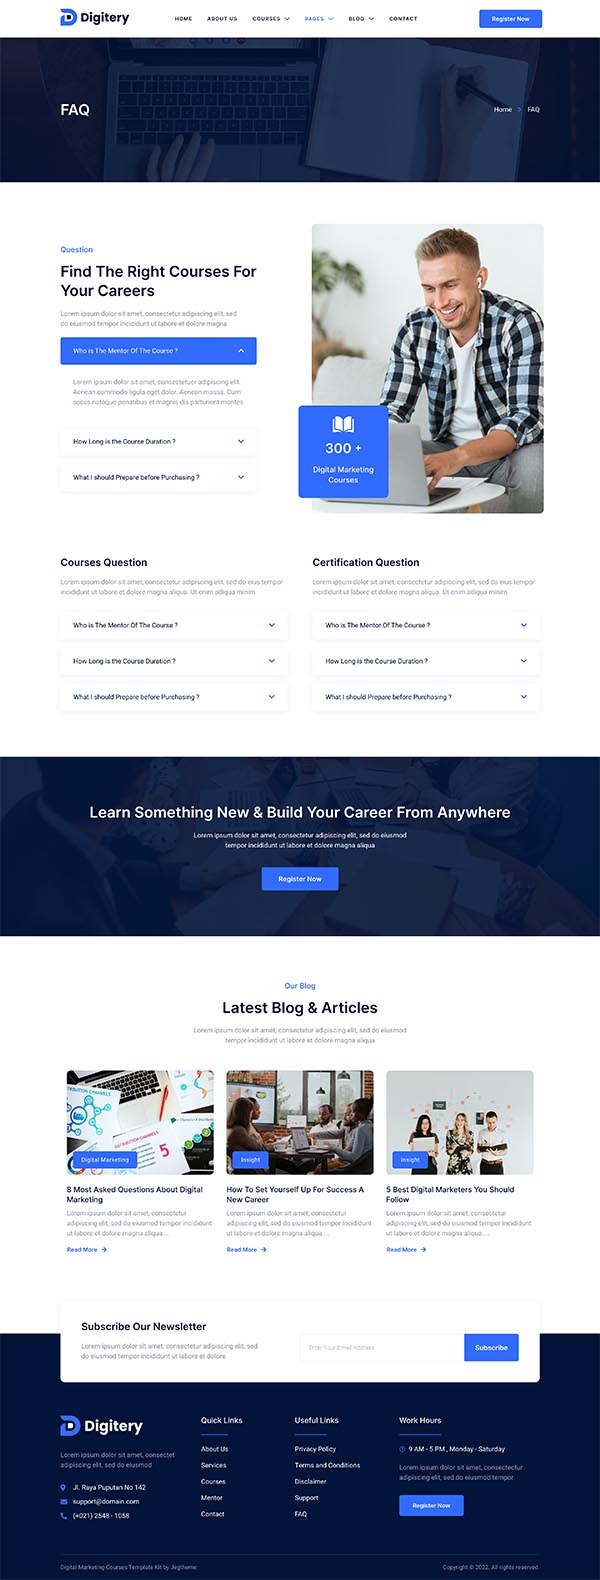 Digitery
HOME ABOUT US COURSES PAGES BLOG CONTACT
Register Now
FAQ
Home FAQ
Question
Find The Right Courses For
Your Careers
Lorem ipsum dolor sit amet, consectetur adipiscing elit, sed
do eiusmod tempor incididunt ut labore et dolore magna
Who is The Mentor Of The Course ?
Lorem ipsum dolor sit amet, consectetuer adipiscing elit.
Aenean commodo ligula eget dolor. Aenean massa. Cum
sociis natoque penatibus et magnis dis parturient montes
How Long is the Course Duration ?
What I should Prepare before Purchasing ?
300 +
Digital Marketing
Courses
Courses Question
Lorem ipsum dolor sit amet, consectetur adipiscing elit, sed do eius tempor
incididunt ut labore et dolore magna aliqua. Ut enim adiqua minim
Who is The Mentor Of The Course ?
How Long is the Course Duration ?
What I should Prepare before Purchasing ?
Certification Question
Lorem ipsum dolor sit amet, consectetur adipiscing elit, sed do eius tempor
incididunt ut labore et dolore magna aliqua. Ut enim adiqua minim
Who is The Mentor Of The Course ?
How Long is the Course Duration ?
What I should Prepare before Purchasing ?
Learn Something New & Build Your Career From Anywhere
Lorem ipsum dolor sit amet, consectetur adipiscing elit, sed do eiusmod
tempor incididunt ut labore et dolore magna aliqua
Register Now
Our Blog
Latest Blog & Articles
Lorem ipsum dolor sit amet, consectetur adipiscing elit, sed do eiusmod
tempor incididunt ut labore et dolore magna aliqua
DISTRIBUTION CHANNELS
5
Digital Marketing
8 Most Asked Questions About Digital
Marketing
Lorem ipsum dolor sit amet, consectetur
adipiscing elit, sed do eiusmod tempor incididunt
ut labore et dolore magna aliqua....
Read More
Insight
How To Set Yourself Up For Success A
New Career
Lorem ipsum dolor sit amet, consectetur
adipiscing elit, sed do eiusmod tempor incididunt
ut labore et dolore magna aliqua....
Read More
Insight
5 Best Digital Marketers You Should
Follow
Lorem ipsum dolor sit amet, consectetur
adipiscing elit, sed do eiusmod tempor incididunt
ut labore et dolore magna aliqua....
Read More
Subscribe Our Newsletter
Lorem ipsum dolor sit amet, consectetur adipiscing elit, sed
do eiusmod tempor incididunt ut labore et dolore
Enter Your Email Address
Subscribe
Digitery
Lorem ipsum dolor sit amet, consectet
adipiscing elit, sed do eiusmod
Jl. Raya Puputan No 142
support@domain.com
(+021) 2548 - 1058
Quick Links
About Us
Services
Courses
Mentor
Contact
Useful Links
Privacy Policy
Terms and Conditions
Disclaimer
Support
FAQ
Work Hours
9 AM - 5 PM , Monday - Saturday
Lorem ipsum dolor sit amet, consectetur
adipiscing elit, sed do eiusmod tempor
Register Now
Digital Marketing Courses Template Kit by Jegtheme
Copyright © 2022. All rights reserved.